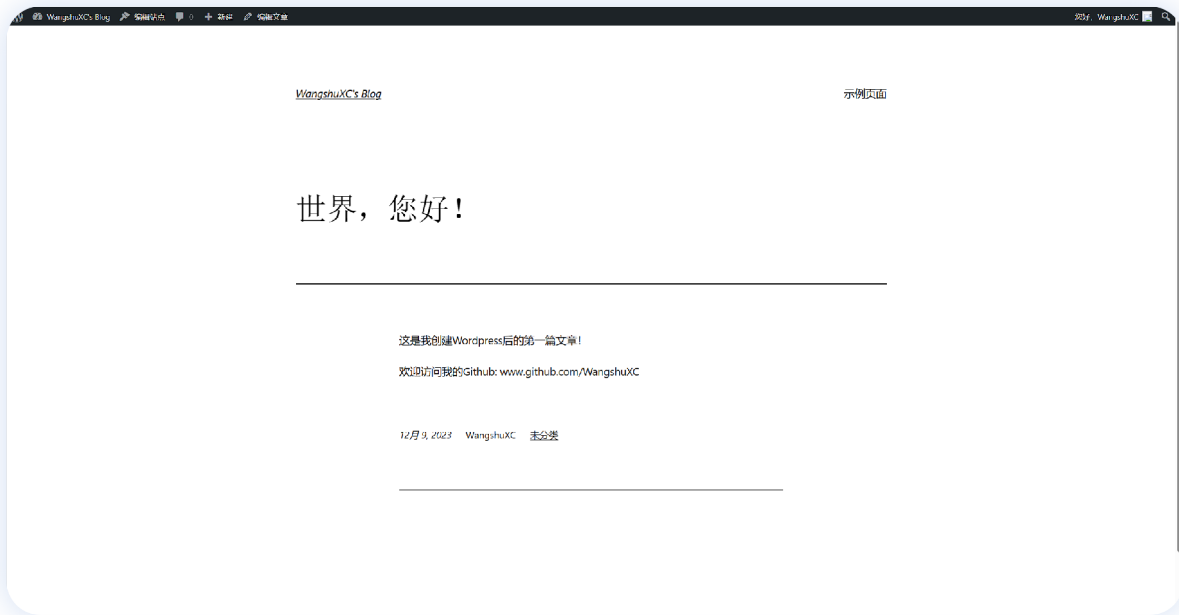 WangshuXC's Blog 编辑站点 0 新建 编辑文章 您好，WangshuXC
WangshuXC's Blog 示例页面
世界，您好！
这是我创建Wordpress后的第一篇文章！
欢迎访问我的Github: www.github.com/WangshuXC
12月 9, 2023 WangshuXC 未分类